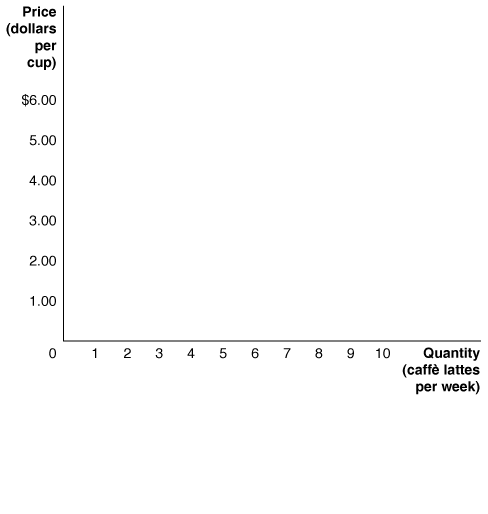 Price
(dollars
per
cup)
$6.00
5.00
4.00
3.00
2.00
1.00
0 1 2 3 4 5 6 7 8 9 10 Quantity
(caffè lattes
per week)